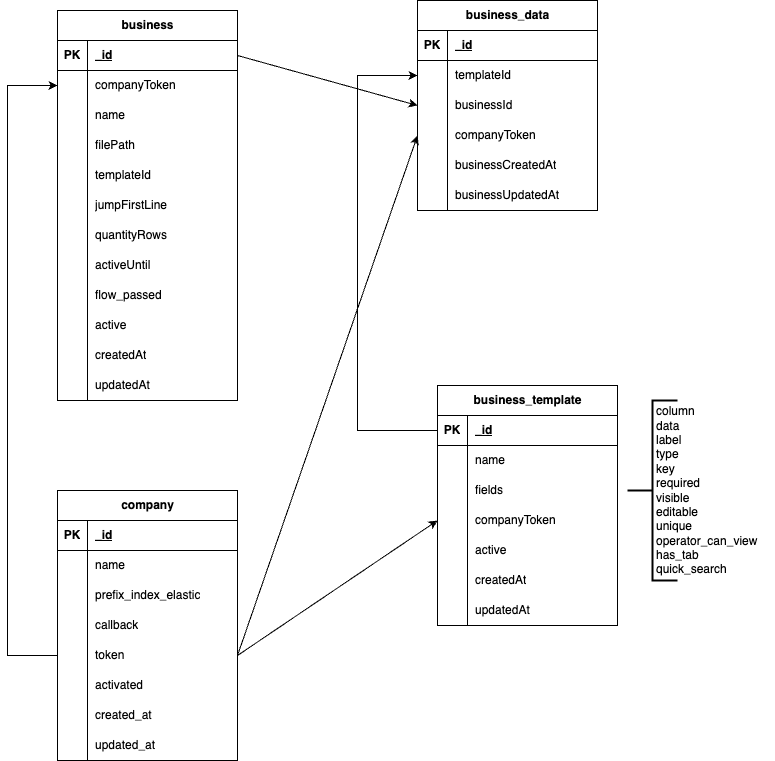 business
PK _id
companyToken
name
filePath
templateId
jumpFirstLine
quantityRows
activeUntil
flow_passed
active
createdAt
updatedAt
business_data
PK _id
templateId
businessId
companyToken
businessCreatedAt
businessUpdatedAt
company
PK _id
name
prefix_index_elastic
callback
token
activated
created_at
updated_at
business_template
PK _id
name
fields
companyToken
active
createdAt
updatedAt
column
data
label
type
key
required
visible
editable
unique
operator_can_view
has_tab
quick_search